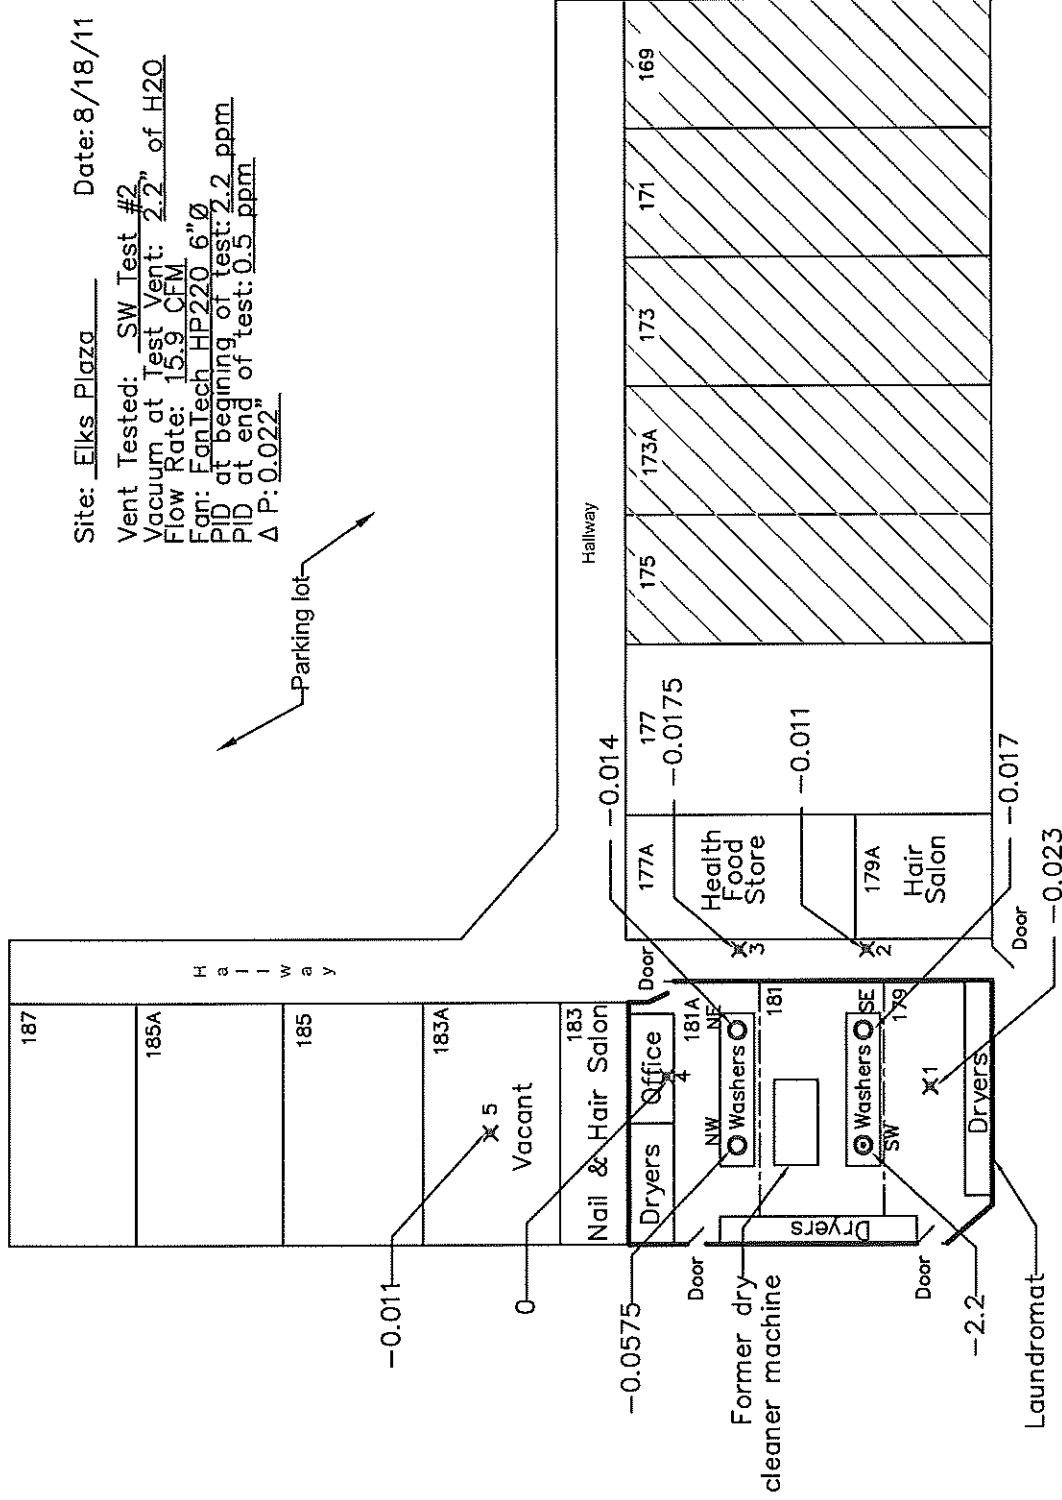 Site: Elks Plaza Date: 8/18/11
Vent Tested: SW Test #2
Vacuum at Test Vent: 2.2" of H2O
Flow Rate: 15.9 CFM
Fan: FanTech HP220 6"Ø
PID at begining of test: 2.2 ppm
PID at end of test: 0.5 ppm
Δ P: 0.022"
Parking lot
Hallway
Hallway
187
185A
185
183A
5
Vacant
183
Nail & Hair Salon
-0.011
0
-0.0575
-0.014
177
-0.0175
-0.011
-0.017
-0.023
-2.2
169
171
173
173A
175
177A
Health
Food
Store
179A
Hair
Salon
3
2
Door
Door
Door
Door
Office
4
Dryers
181A
NW
NE
Washers
181
Washers
SW
SE
179
1
Dryers
Dryers
Former dry
cleaner machine
Laundromat